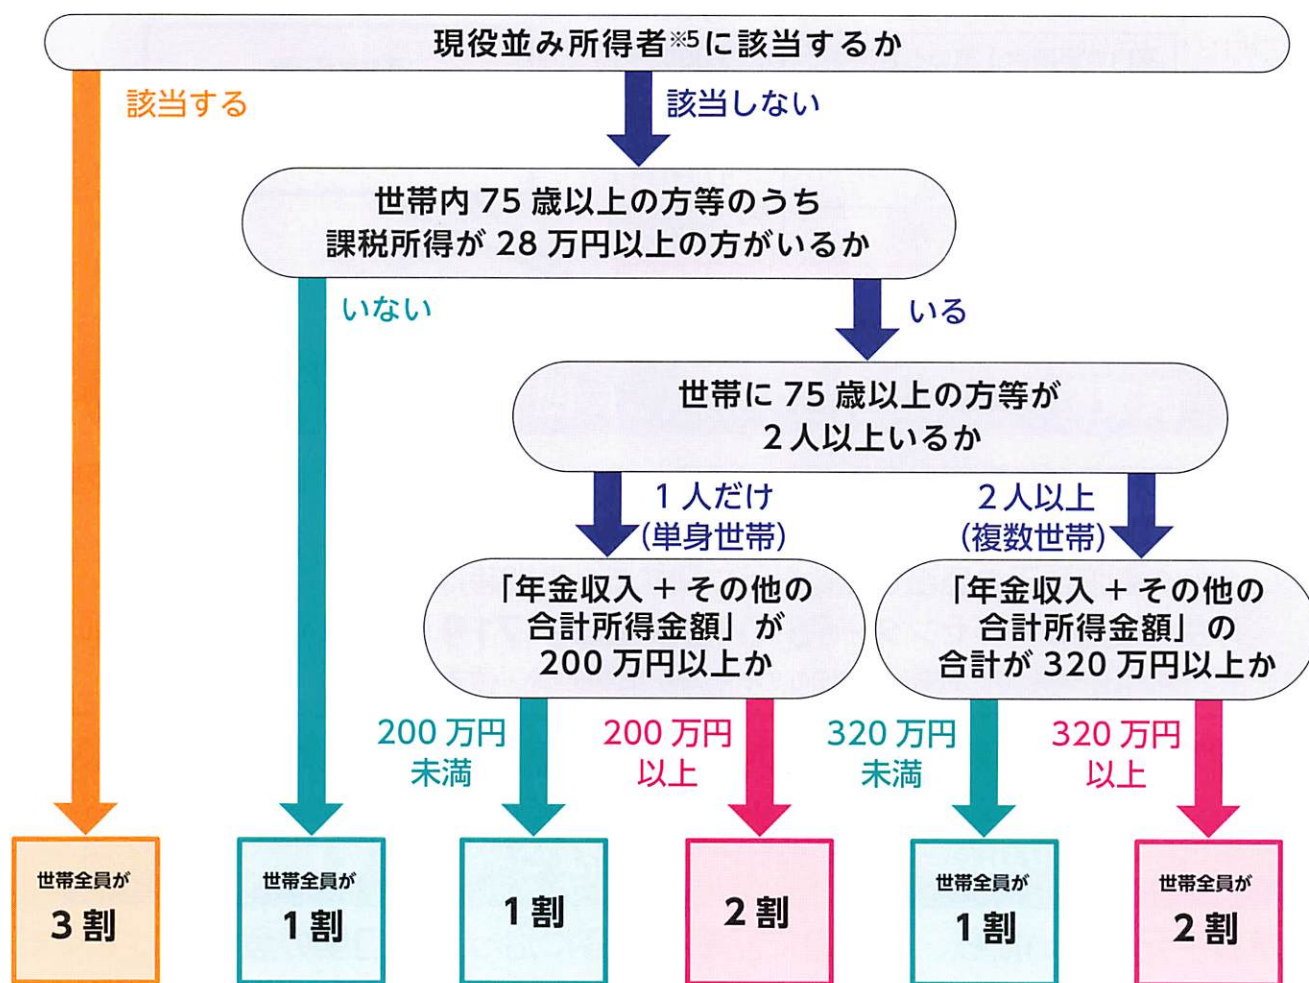 現役並み所得者※5に該当するか
該当する
該当しない
世帯内 75 歳以上の方等のうち
課税所得が 28 万円以上の方がいるか
いない
いる
世帯に 75 歳以上の方等が
2人以上いるか
1 人だけ
(単身世帯)
2人以上
(複数世帯)
「年金収入 + その他の
合計所得金額」が
200 万円以上か
「年金収入 + その他の
合計所得金額」の
合計が 320 万円以上か
200 万円
未満
200 万円
以上
320 万円
未満
320 万円
以上
世帯全員が
3 割
世帯全員が
1 割
1 割
2 割
世帯全員が
1 割
世帯全員が
2 割